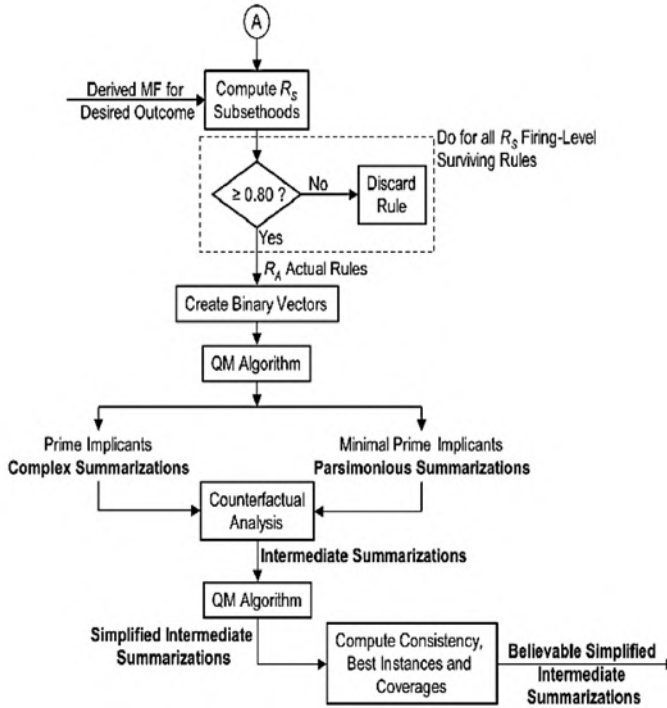 A
Derived MF for
Desired Outcome
Compute R_S
Subsethoods
Do for all R_S Firing-Level
Surviving Rules
≥ 0.80 ?
No
Discard
Rule
Yes
R_A Actual Rules
Create Binary Vectors
QM Algorithm
Prime Implicants
Complex Summarizations
Minimal Prime Implicants
Parsimonious Summarizations
Counterfactual
Analysis
Intermediate Summarizations
QM Algorithm
Simplified Intermediate
Summarizations
Compute Consistency,
Best Instances and
Coverages
Believable Simplified
Intermediate
Summarizations